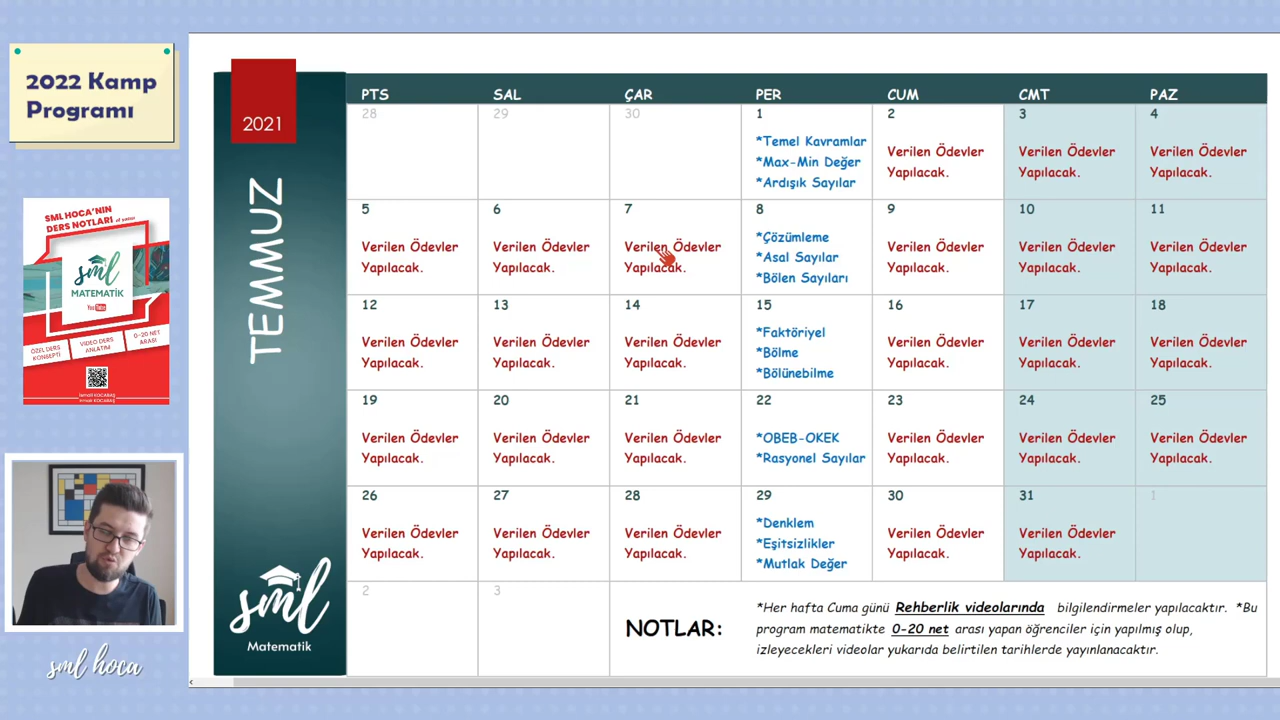 2022 Kamp
Programı
SML HOCA'NIN
DERS NOTLARI
sml
MATEMATİK
YouTube
ÖZEL DERS
KONSEPTİ
VIDEO DERS
ANLATIM
0-20 NET
ARASI
sml hoca
2021
TEMMUZ
sml
Matematik
PTS SAL ÇAR PER CUM CMT PAZ
28 29 30 1 2 3 4
*Temel Kavramlar
*Max-Min Değer
*Ardışık Sayılar
Verilen Ödevler
Yapılacak.
Verilen Ödevler
Yapılacak.
Verilen Ödevler
Yapılacak.
5 6 7 8 9 10 11
Verilen Ödevler
Yapılacak.
Verilen Ödevler
Yapılacak.
Verilen Ödevler
Yapılacak.
*Çözümleme
*Asal Sayılar
*Bölen Sayıları
Verilen Ödevler
Yapılacak.
Verilen Ödevler
Yapılacak.
Verilen Ödevler
Yapılacak.
12 13 14 15 16 17 18
Verilen Ödevler
Yapılacak.
Verilen Ödevler
Yapılacak.
Verilen Ödevler
Yapılacak.
*Faktöriyel
*Bölme
*Bölünebilme
Verilen Ödevler
Yapılacak.
Verilen Ödevler
Yapılacak.
Verilen Ödevler
Yapılacak.
19 20 21 22 23 24 25
Verilen Ödevler
Yapılacak.
Verilen Ödevler
Yapılacak.
Verilen Ödevler
Yapılacak.
*OBEB-OKEK
*Rasyonel Sayılar
Verilen Ödevler
Yapılacak.
Verilen Ödevler
Yapılacak.
Verilen Ödevler
Yapılacak.
26 27 28 29 30 31 1
Verilen Ödevler
Yapılacak.
Verilen Ödevler
Yapılacak.
Verilen Ödevler
Yapılacak.
*Denklem
*Eşitsizlikler
*Mutlak Değer
Verilen Ödevler
Yapılacak.
Verilen Ödevler
Yapılacak.
2 3
NOTLAR:
*Her hafta Cuma günü Rehberlik videolarında bilgilendirmeler yapılacaktır. *Bu
program matematikte 0-20 net arası yapan öğrenciler için yapılmış olup,
izleyecekleri videolar yukarıda belirtilen tarihlerde yayınlanacaktır.